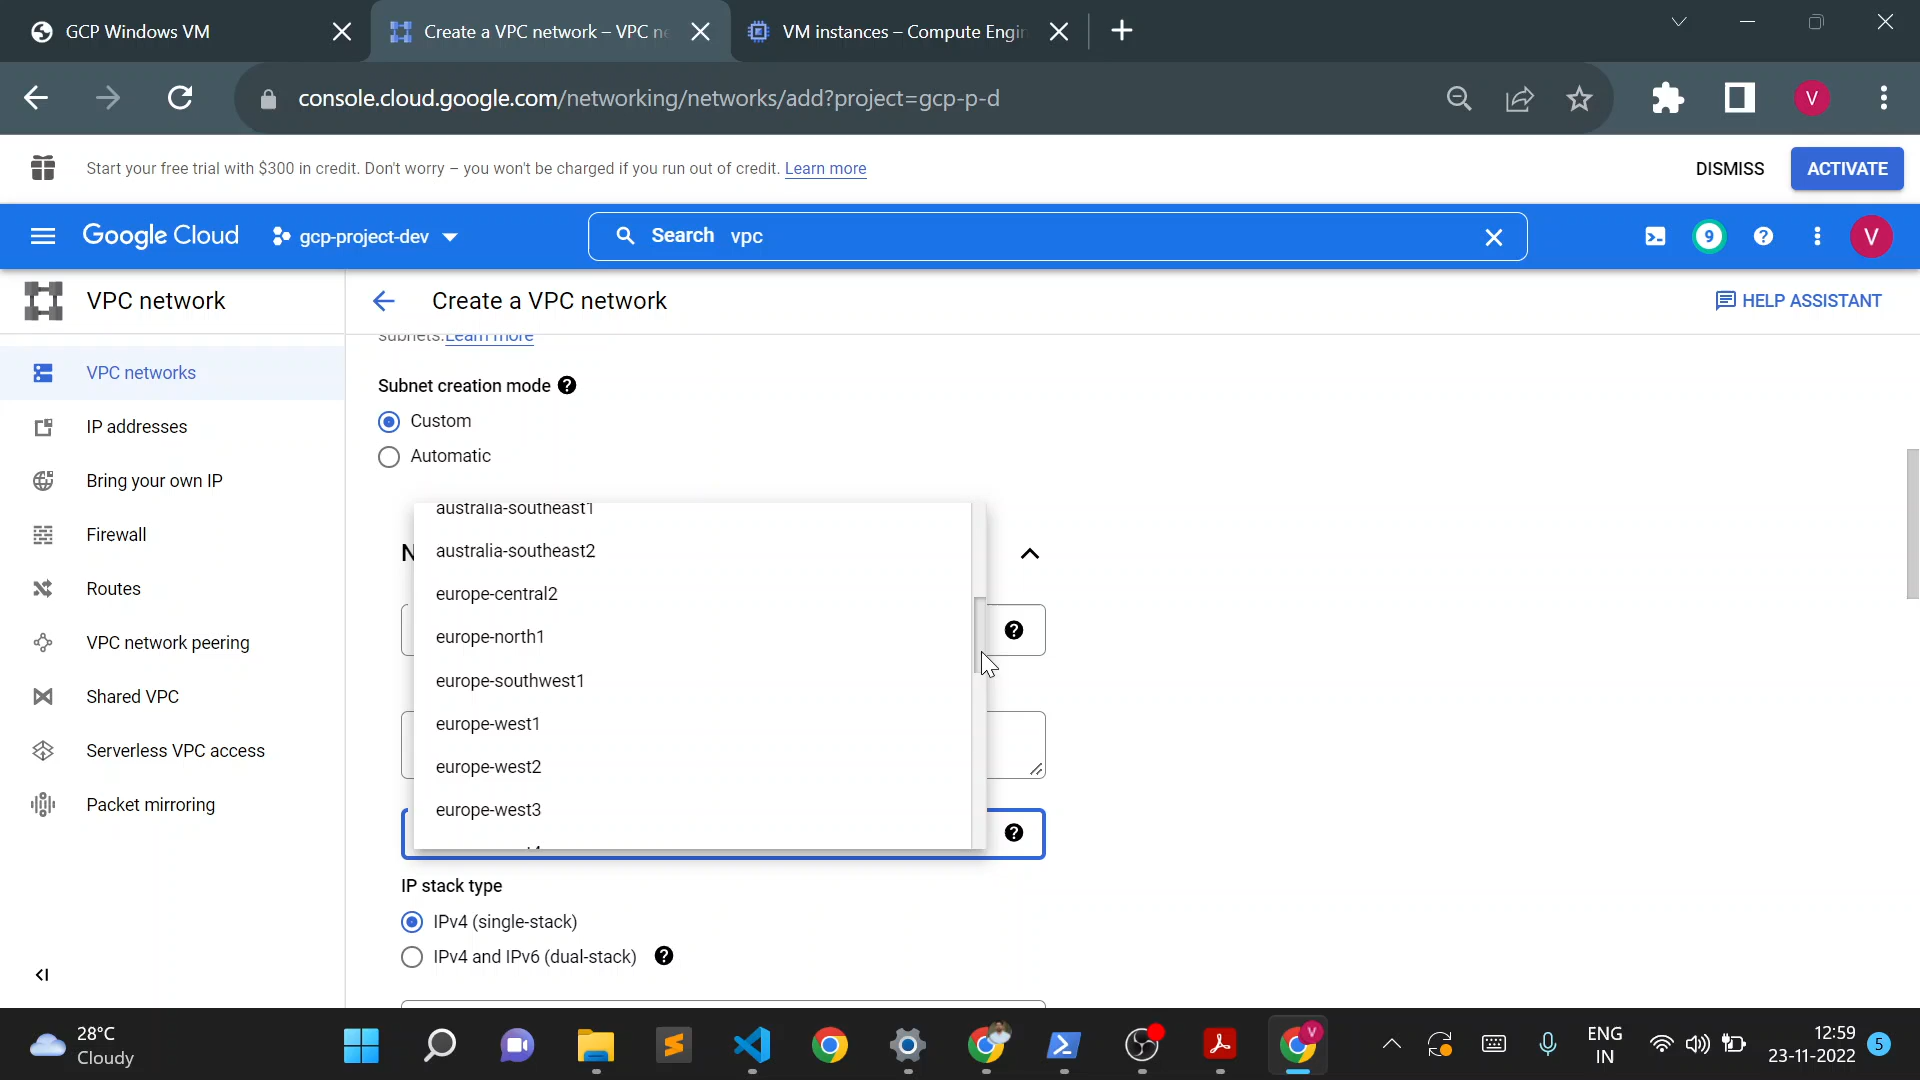 GCP Windows VM
Create a VPC network – VPC ne
VM instances – Compute Engin
console.cloud.google.com/networking/networks/add?project=gcp-p-d
V
Start your free trial with $300 in credit. Don't worry – you won't be charged if you run out of credit. Learn more
DISMISS
ACTIVATE
Google Cloud
gcp-project-dev
Search vpc
9
V
VPC network
Create a VPC network
HELP ASSISTANT
subnets.Learn more
VPC networks
IP addresses
Bring your own IP
Firewall
Routes
VPC network peering
Shared VPC
Serverless VPC access
Packet mirroring
Subnet creation mode
Custom
Automatic
australia-southeast1
australia-southeast2
europe-central2
europe-north1
europe-southwest1
europe-west1
europe-west2
europe-west3
IP stack type
IPv4 (single-stack)
IPv4 and IPv6 (dual-stack)
28°C
Cloudy
V
ENG
IN
12:59
23-11-2022
5